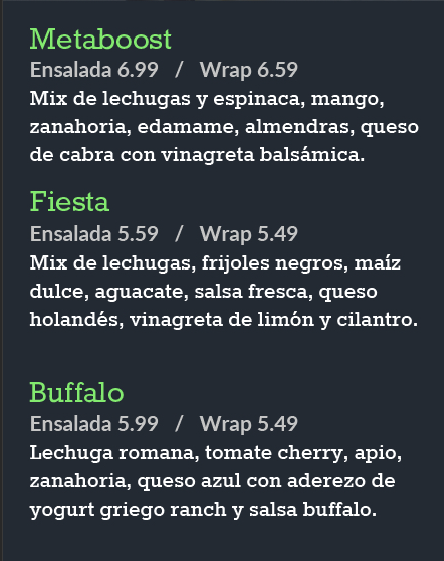 Metaboost
Ensalada 6.99 / Wrap 6.59
Mix de lechugas y espinaca, mango,
zanahoria, edamame, almendras, queso
de cabra con vinagreta balsámica.
Fiesta
Ensalada 5.59 / Wrap 5.49
Mix de lechugas, frijoles negros, maíz
dulce, aguacate, salsa fresca, queso
holandés, vinagreta de limón y cilantro.
Buffalo
Ensalada 5.99 / Wrap 5.49
Lechuga romana, tomate cherry, apio,
zanahoria, queso azul con aderezo de
yogurt griego ranch y salsa buffalo.